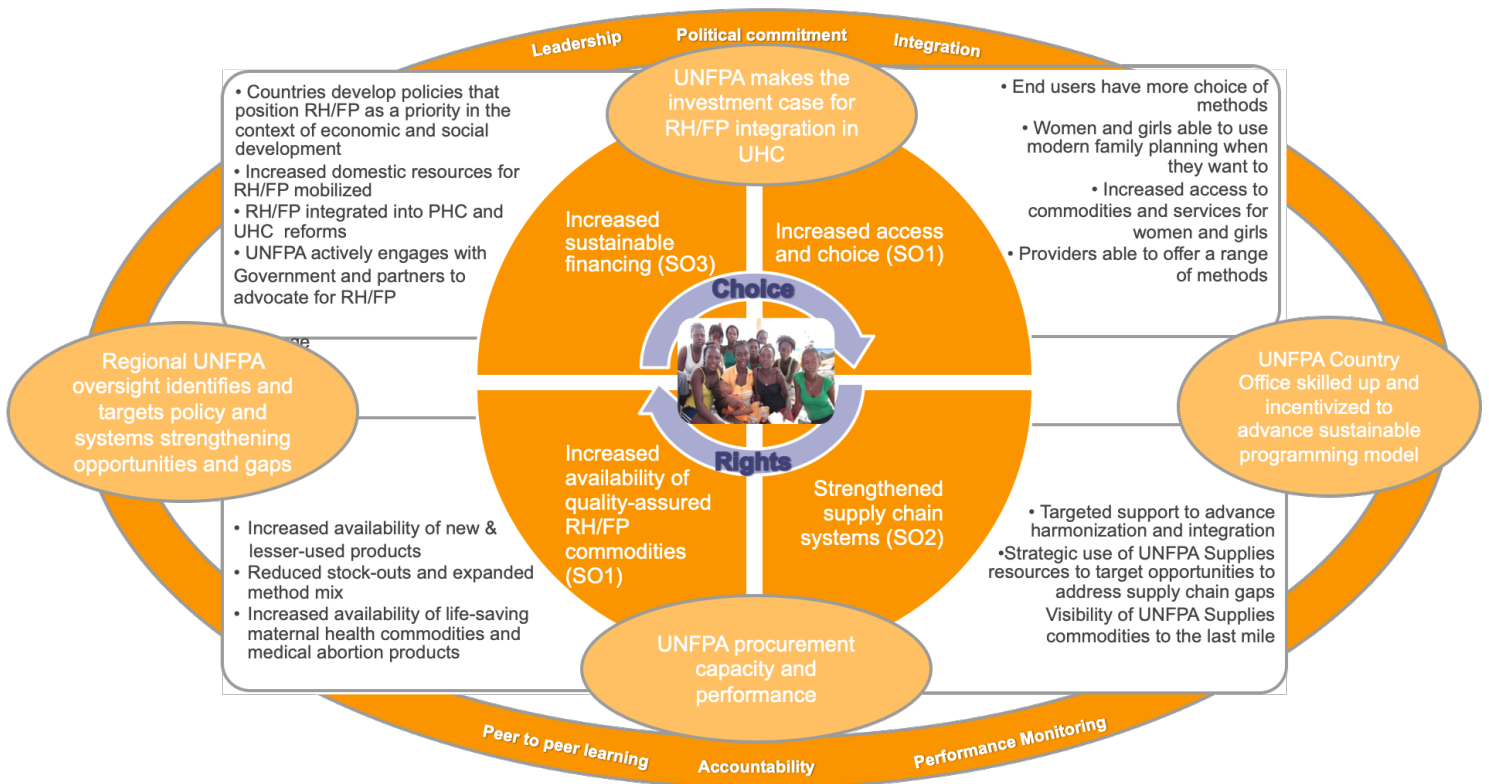 Leadership
Political commitment
Integration
UNFPA makes the
investment case for
RH/FP integration in
UHC
• Countries develop policies that
position RH/FP as a priority in the
context of economic and social
development
• Increased domestic resources for
RH/FP mobilized
• RH/FP integrated into PHC and
UHC reforms
• UNFPA actively engages with
Government and partners to
advocate for RH/FP
• End users have more choice of
methods
• Women and girls able to use
modern family planning when
they want to
• Increased access to
commodities and services for
women and girls
• Providers able to offer a range
of methods
Increased
sustainable
financing (SO3)
Increased access
and choice (SO1)
Choice
Rights
Regional UNFPA
oversight identifies and
targets policy and
systems strengthening
opportunities and gaps
UNFPA Country
Office skilled up and
incentivized to
advance sustainable
programming model
Increased
availability of
quality-assured
RH/FP
commodities
(SO1)
Strengthened
supply chain
systems (SO2)
• Increased availability of new &
lesser-used products
• Reduced stock-outs and expanded
method mix
• Increased availability of life-saving
maternal health commodities and
medical abortion products
• Targeted support to advance
harmonization and integration
•Strategic use of UNFPA Supplies
resources to target opportunities to
address supply chain gaps
Visibility of UNFPA Supplies
commodities to the last mile
UNFPA procurement
capacity and
performance
Peer to peer learning
Accountability
Performance Monitoring